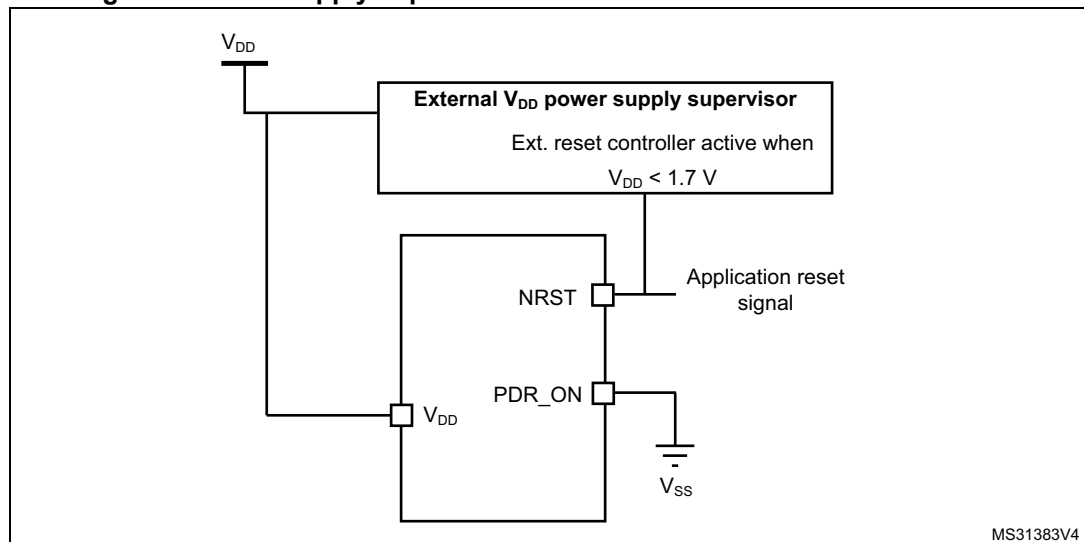 V_DD
External V_DD power supply supervisor
Ext. reset controller active when
V_DD < 1.7 V
NRST
Application reset
signal
PDR_ON
V_DD
V_SS
MS31383V4